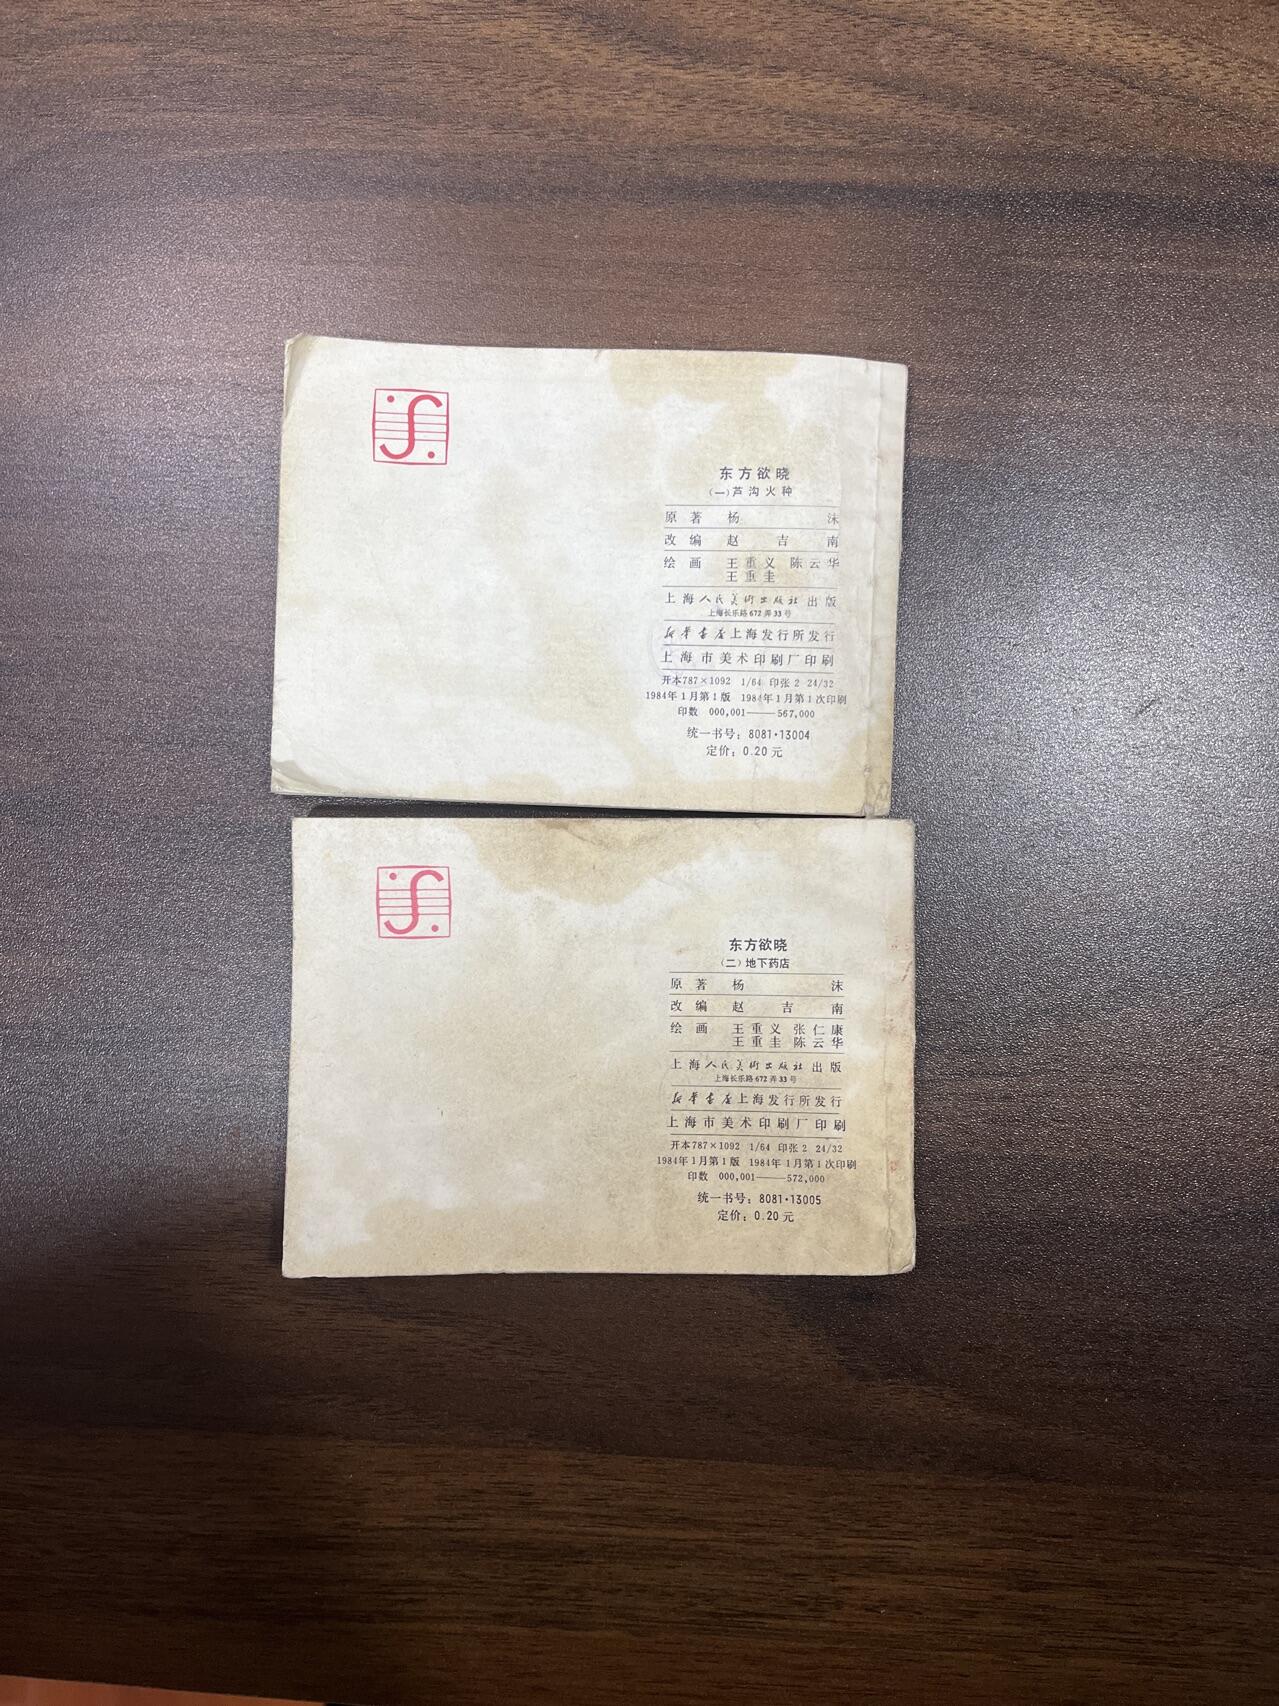 东方欲晓
（一）芦沟火种
原著 杨沫
改编 赵吉南
绘画 王重义 陈云华
王重圭
上海人民美術出版社出版
上海长乐路672弄33号
新华书店上海发行所发行
上海市美术印刷厂印刷
开本787×1092 1/64 印张2 24/32
1984年1月第1版 1984年1月第1次印刷
印数 000,001——567,000
统一书号：8081·13004
定价：0.20元
东方欲晓
（二）地下药店
原著 杨沫
改编 赵吉南
绘画 王重义 张仁康
王重圭 陈云华
上海人民美術出版社出版
上海长乐路672弄33号
新华书店上海发行所发行
上海市美术印刷厂印刷
开本787×1092 1/64 印张2 24/32
1984年1月第1版 1984年1月第1次印刷
印数 000,001——572,000
统一书号：8081·13005
定价：0.20元